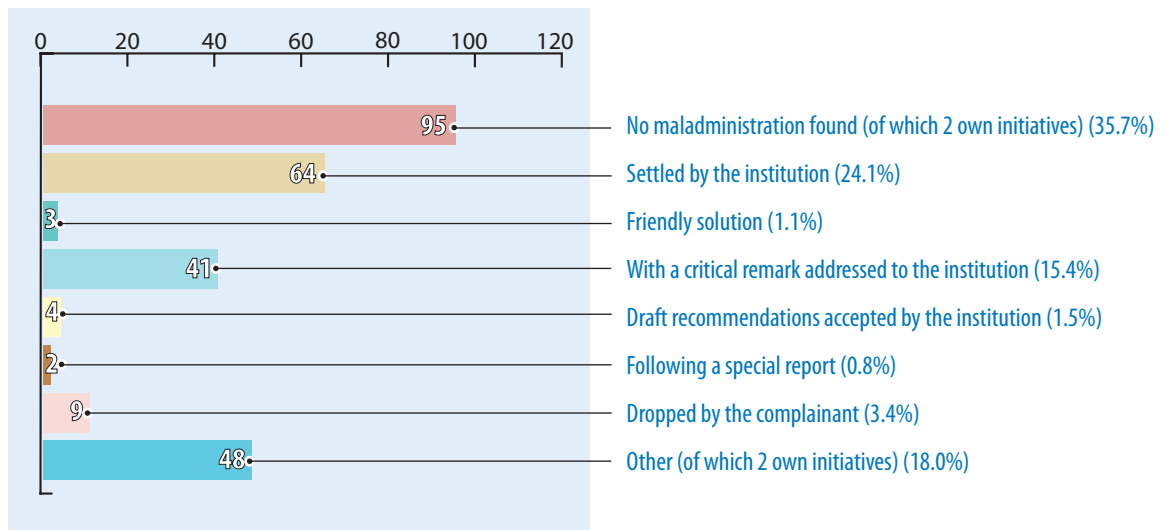 0 20 40 60 80 100 120
95 No maladministration found (of which 2 own initiatives) (35.7%)
64 Settled by the institution (24.1%)
3 Friendly solution (1.1%)
41 With a critical remark addressed to the institution (15.4%)
4 Draft recommendations accepted by the institution (1.5%)
2 Following a special report (0.8%)
9 Dropped by the complainant (3.4%)
48 Other (of which 2 own initiatives) (18.0%)